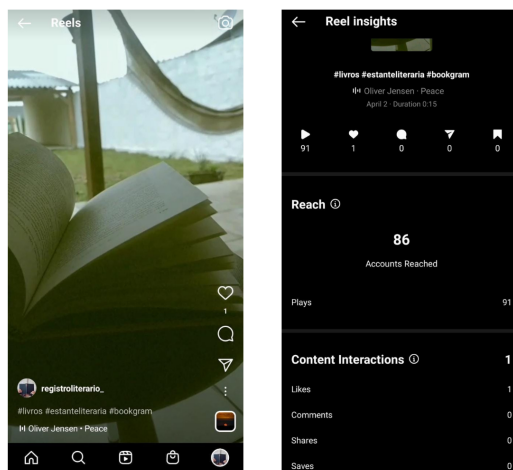 Reels
1
registroliterario_
#livros #estanteliteraria #bookgram
Oliver Jensen • Peace
Reel insights
#livros #estanteliteraria #bookgram
Oliver Jensen · Peace
April 2 · Duration 0:15
91 1 0 0 0
Reach
86
Accounts Reached
Plays 91
Content Interactions 1
Likes 1
Comments 0
Shares 0
Saves 0